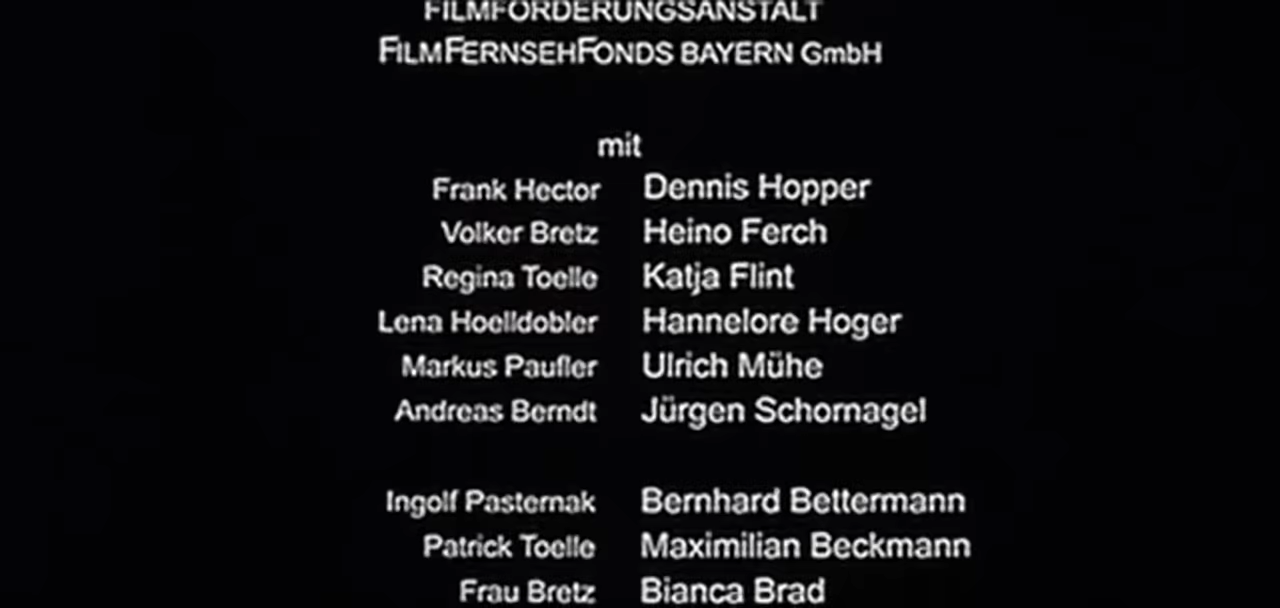 FILMFÖRDERUNGSANSTALT
FILMFERNSEHFONDS BAYERN GmbH
mit
Frank Hector Dennis Hopper
Volker Bretz Heino Ferch
Regina Toelle Katja Flint
Lena Hoelldobler Hannelore Hoger
Markus Paufler Ulrich Mühe
Andreas Berndt Jürgen Schornagel
Ingolf Pasternak Bernhard Bettermann
Patrick Toelle Maximilian Beckmann
Frau Bretz Bianca Brad